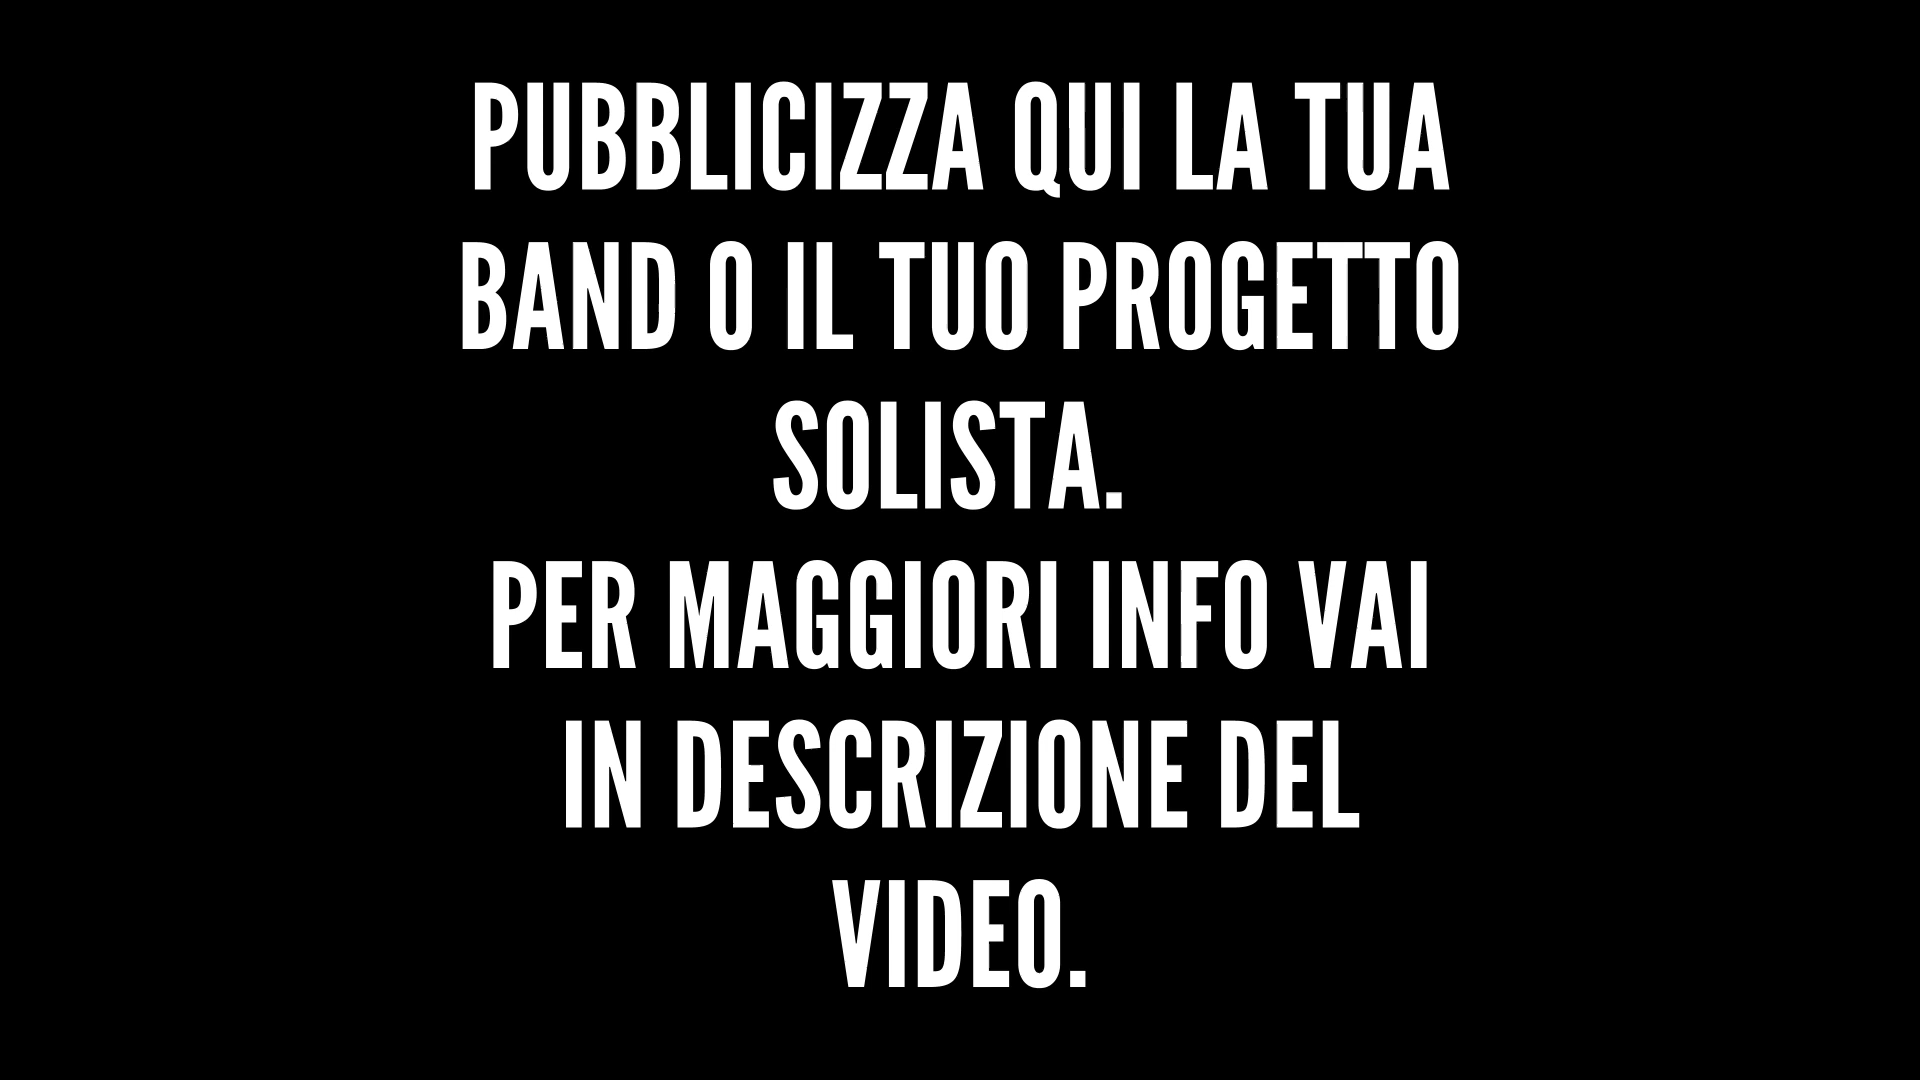 PUBBLICIZZA QUI LA TUA
BAND O IL TUO PROGETTO
SOLISTA.
PER MAGGIORI INFO VAI
IN DESCRIZIONE DEL
VIDEO.